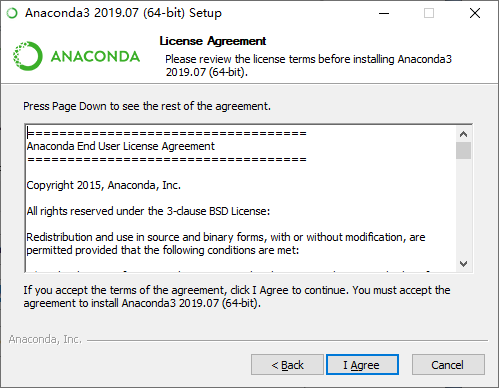 Anaconda3 2019.07 (64-bit) Setup
ANACONDA
License Agreement
Please review the license terms before installing Anaconda3
2019.07 (64-bit).
Press Page Down to see the rest of the agreement.
===================================
Anaconda End User License Agreement
===================================
Copyright 2015, Anaconda, Inc.
All rights reserved under the 3-clause BSD License:
Redistribution and use in source and binary forms, with or without modification, are
permitted provided that the following conditions are met:
If you accept the terms of the agreement, click I Agree to continue. You must accept the
agreement to install Anaconda3 2019.07 (64-bit).
Anaconda, Inc.
< Back
I Agree
Cancel